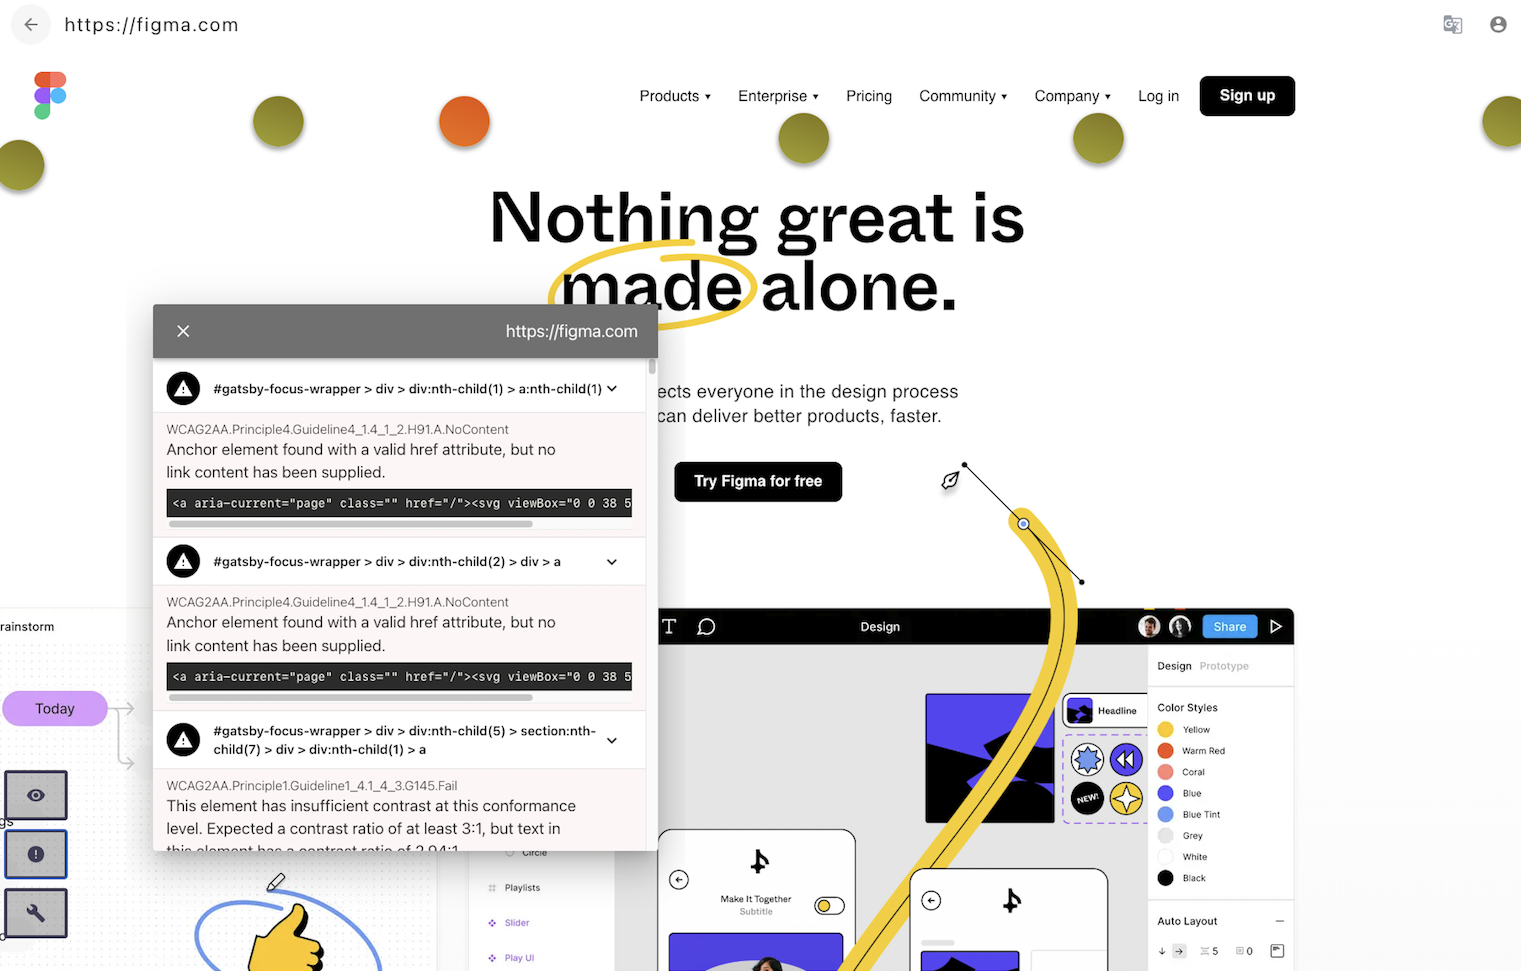 https://figma.com
Products ▾ Enterprise ▾ Pricing Community ▾ Company ▾ Log in Sign up
Nothing great is
made alone.
https://figma.com
#gatsby-focus-wrapper > div > div:nth-child(1) > a:nth-child(1)
WCAG2AA.Principle4.Guideline4_1.4_1_2.H91.A.NoContent
Anchor element found with a valid href attribute, but no
link content has been supplied.
<a aria-current="page" class="" href="/"><svg viewBox="0 0 38 5
#gatsby-focus-wrapper > div > div:nth-child(2) > div > a
WCAG2AA.Principle4.Guideline4_1.4_1_2.H91.A.NoContent
Anchor element found with a valid href attribute, but no
link content has been supplied.
<a aria-current="page" class="" href="/"><svg viewBox="0 0 38 5
#gatsby-focus-wrapper > div > div:nth-child(5) > section:nth-
child(7) > div > div:nth-child(1) > a
WCAG2AA.Principle1.Guideline1_4.1_4_3.G145.Fail
This element has insufficient contrast at this conformance
level. Expected a contrast ratio of at least 3:1, but text in
this element has a contrast ratio of 2.94:1
ects everyone in the design process
can deliver better products, faster.
Try Figma for free
rainstorm
Today
gs
Circle
Playlists
Slider
Play UI
T
Design
Share
Design Prototype
Headline
NEW!
Color Styles
Yellow
Warm Red
Coral
Blue
Blue Tint
Grey
White
Black
Auto Layout
5 0
Make It Together
Subtitle